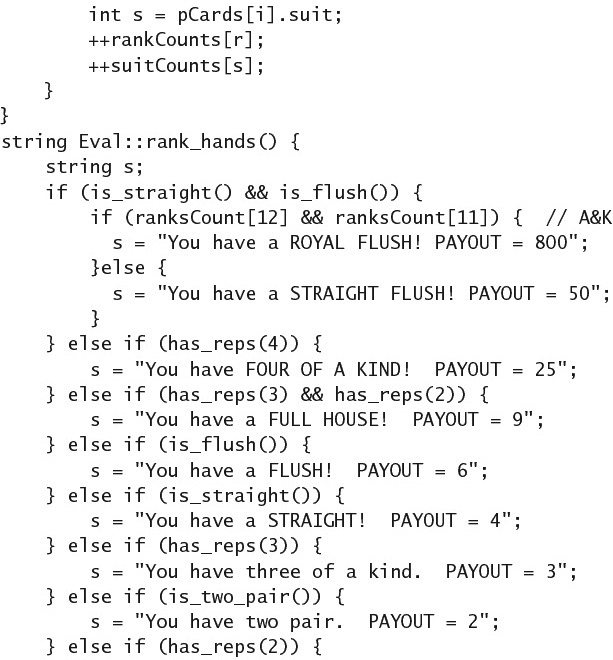 int s = pCards[i].suit;
++rankCounts[r];
++suitCounts[s];
}
}
string Eval::rank_hands() {
string s;
if (is_straight() && is_flush()) {
if (ranksCount[12] && ranksCount[11]) {  // A&K
s = "You have a ROYAL FLUSH! PAYOUT = 800";
}else {
s = "You have a STRAIGHT FLUSH! PAYOUT = 50";
}
} else if (has_reps(4)) {
s = "You have FOUR OF A KIND!  PAYOUT = 25";
} else if (has_reps(3) && has_reps(2)) {
s = "You have a FULL HOUSE!  PAYOUT = 9";
} else if (is_flush()) {
s = "You have a FLUSH!  PAYOUT = 6";
} else if (is_straight()) {
s = "You have a STRAIGHT!  PAYOUT = 4";
} else if (has_reps(3)) {
s = "You have three of a kind.  PAYOUT = 3";
} else if (is_two_pair()) {
s = "You have two pair.  PAYOUT = 2";
} else if (has_reps(2)) {